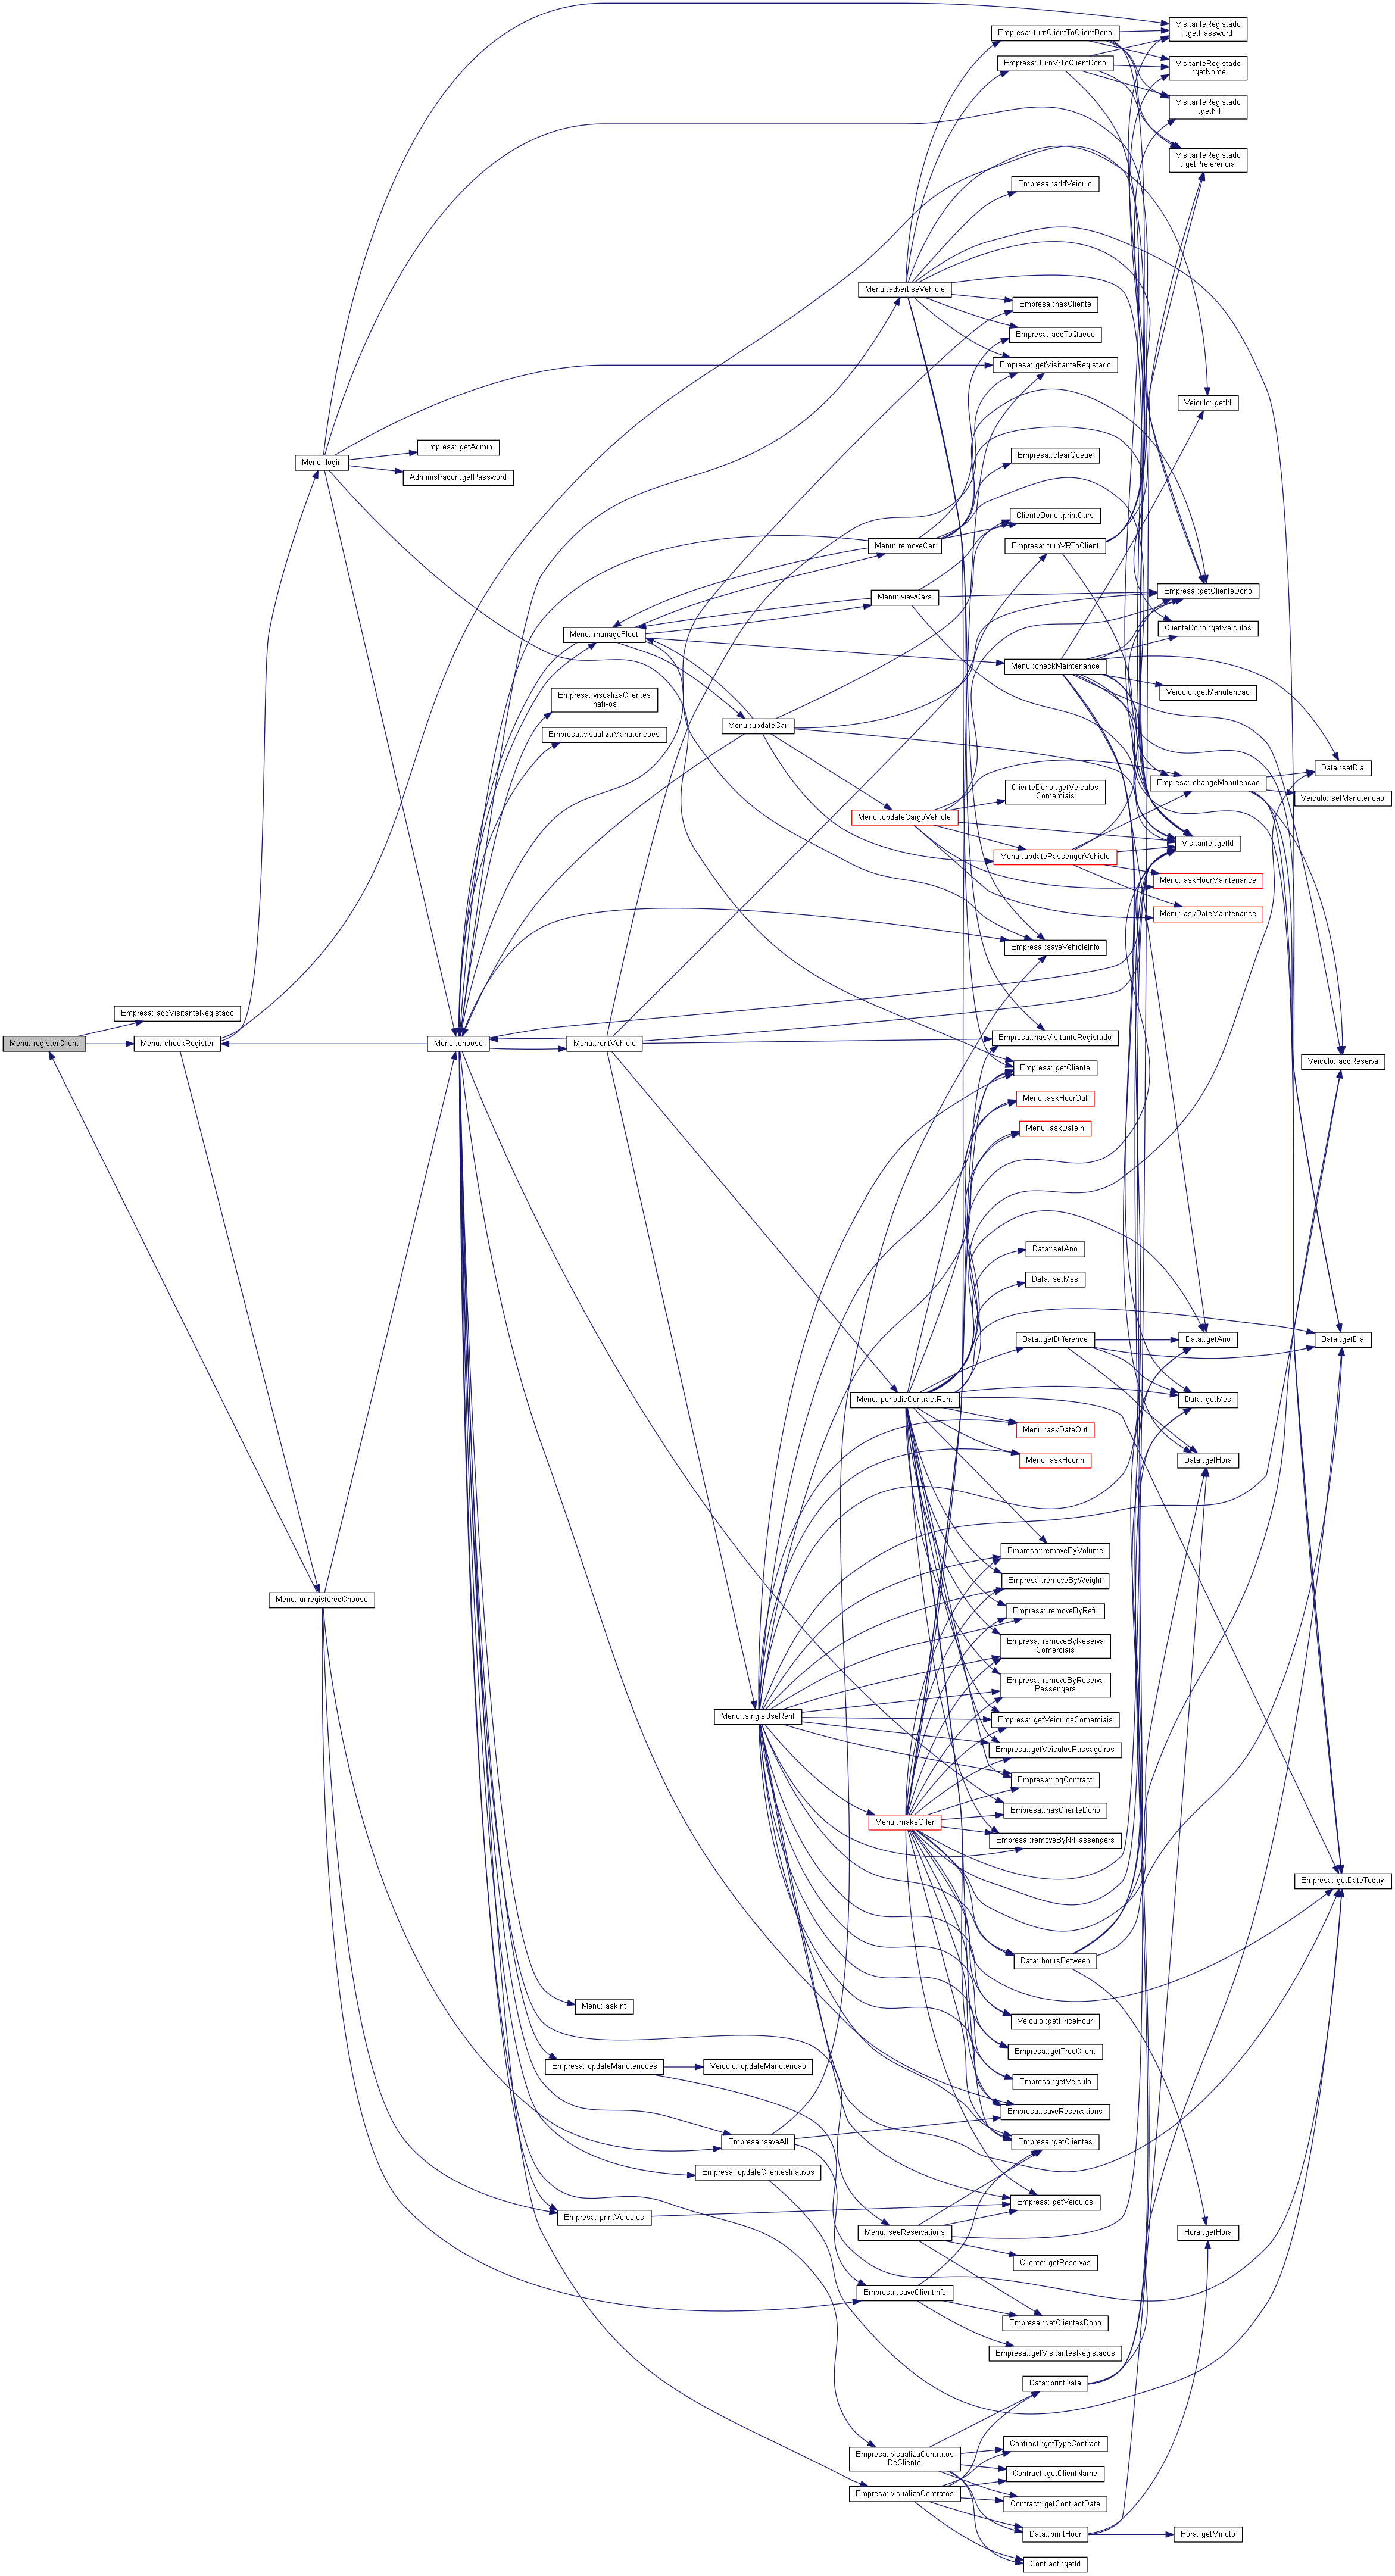 VisitanteRegistado
::getPassword
Empresa::turnClientToClientDono
Empresa::turnVrToClientDono
VisitanteRegistado
::getNome
VisitanteRegistado
::getNif
VisitanteRegistado
::getPreferencia
Empresa::addVeiculo
Menu::advertiseVehicle
Empresa::hasCliente
Empresa::addToQueue
Empresa::getVisitanteRegistado
Veiculo::getId
Empresa::getAdmin
Menu::login
Administrador::getPassword
Empresa::clearQueue
ClienteDono::printCars
Menu::removeCar
Empresa::turnVRToClient
Menu::viewCars
Empresa::getClienteDono
ClienteDono::getVeiculos
Menu::manageFleet
Menu::checkMaintenance
Veiculo::getManutencao
Empresa::visualizaClientes
Inativos
Menu::updateCar
Empresa::visualizaManutencoes
Data::setDia
Empresa::changeManutencao
Veiculo::setManutencao
ClienteDono::getVeiculos
Comerciais
Menu::updateCargoVehicle
Visitante::getId
Menu::updatePassengerVehicle
Menu::askHourMaintenance
Menu::askDateMaintenance
Empresa::saveVehicleInfo
Empresa::addVisitanteRegistado
Menu::registerClient
Menu::checkRegister
Menu::choose
Menu::rentVehicle
Empresa::hasVisitanteRegistado
Veiculo::addReserva
Empresa::getCliente
Menu::askHourOut
Menu::askDateIn
Data::setAno
Data::setMes
Data::getDifference
Data::getAno
Data::getDia
Menu::periodicContractRent
Data::getMes
Menu::askDateOut
Menu::askHourIn
Data::getHora
Empresa::removeByVolume
Empresa::removeByWeight
Menu::unregisteredChoose
Empresa::removeByRefri
Empresa::removeByReserva
Comerciais
Empresa::removeByReserva
Passengers
Menu::singleUseRent
Empresa::getVeiculosComerciais
Empresa::getVeiculosPassageiros
Empresa::logContract
Empresa::hasClienteDono
Menu::makeOffer
Empresa::removeByNrPassengers
Empresa::getDateToday
Data::hoursBetween
Menu::askInt
Veiculo::getPriceHour
Empresa::getTrueClient
Empresa::updateManutencoes
Veiculo::updateManutencao
Empresa::getVeiculo
Empresa::saveReservations
Empresa::saveAll
Empresa::getClientes
Empresa::updateClientesInativos
Empresa::getVeiculos
Empresa::printVeiculos
Menu::seeReservations
Hora::getHora
Cliente::getReservas
Empresa::saveClientInfo
Empresa::getClientesDono
Empresa::getVisitantesRegistados
Data::printData
Contract::getTypeContract
Empresa::visualizaContratos
DeCliente
Contract::getClientName
Empresa::visualizaContratos
Contract::getContractDate
Data::printHour
Hora::getMinuto
Contract::getId